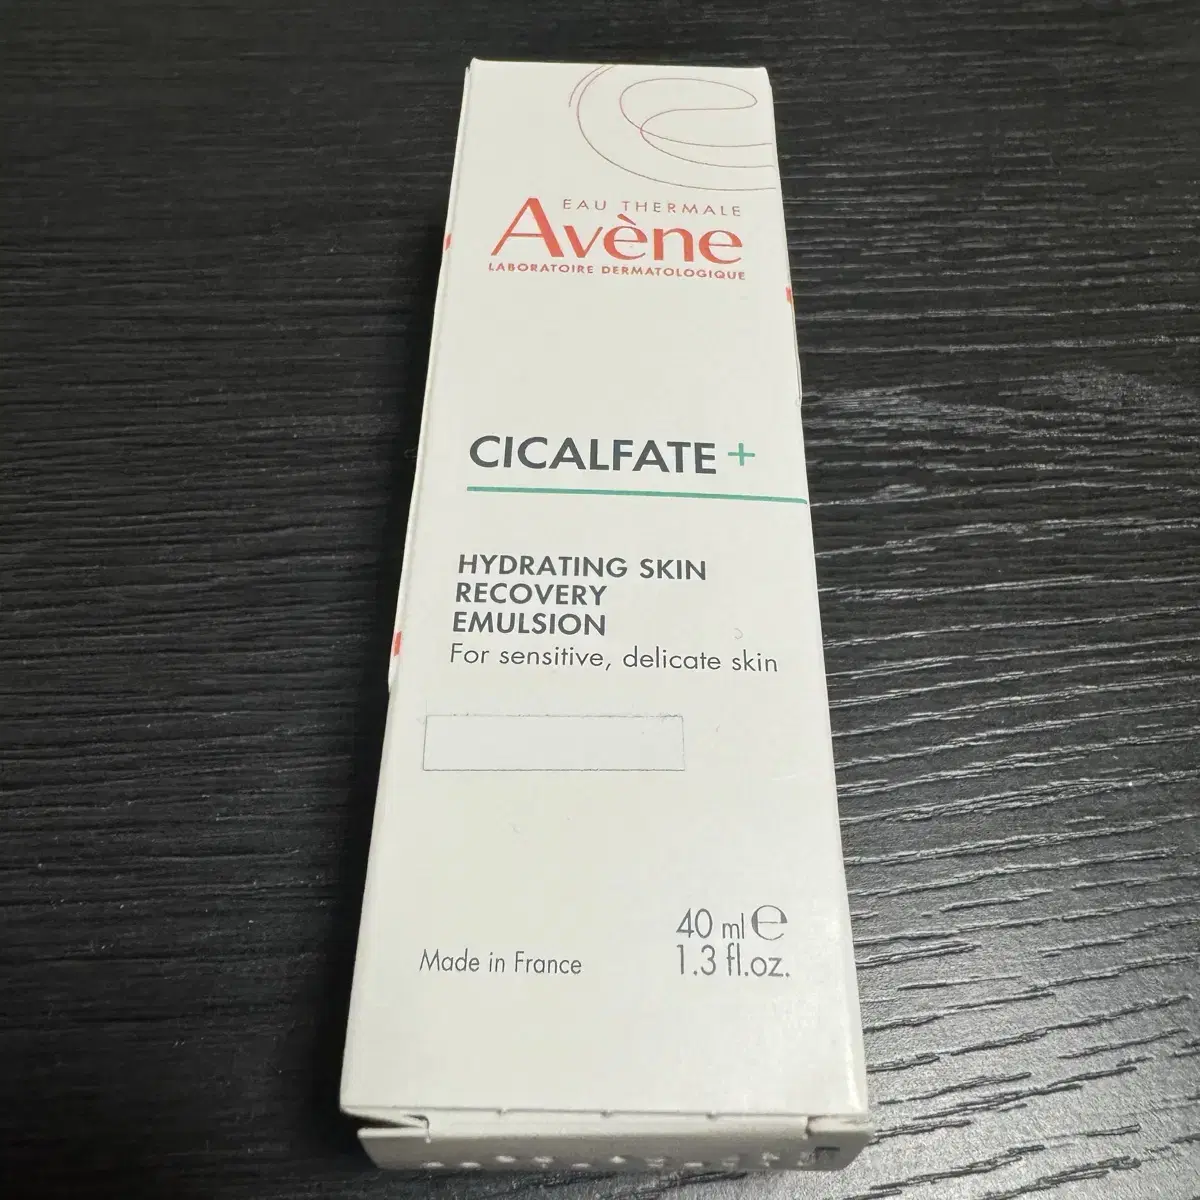 EAU THERMALE
Avène
LABORATOIRE DERMATOLOGIQUE
CICALFATE+
HYDRATING SKIN
RECOVERY
EMULSION
For sensitive, delicate skin
40 ml e
Made in France 1.3 fl.oz.